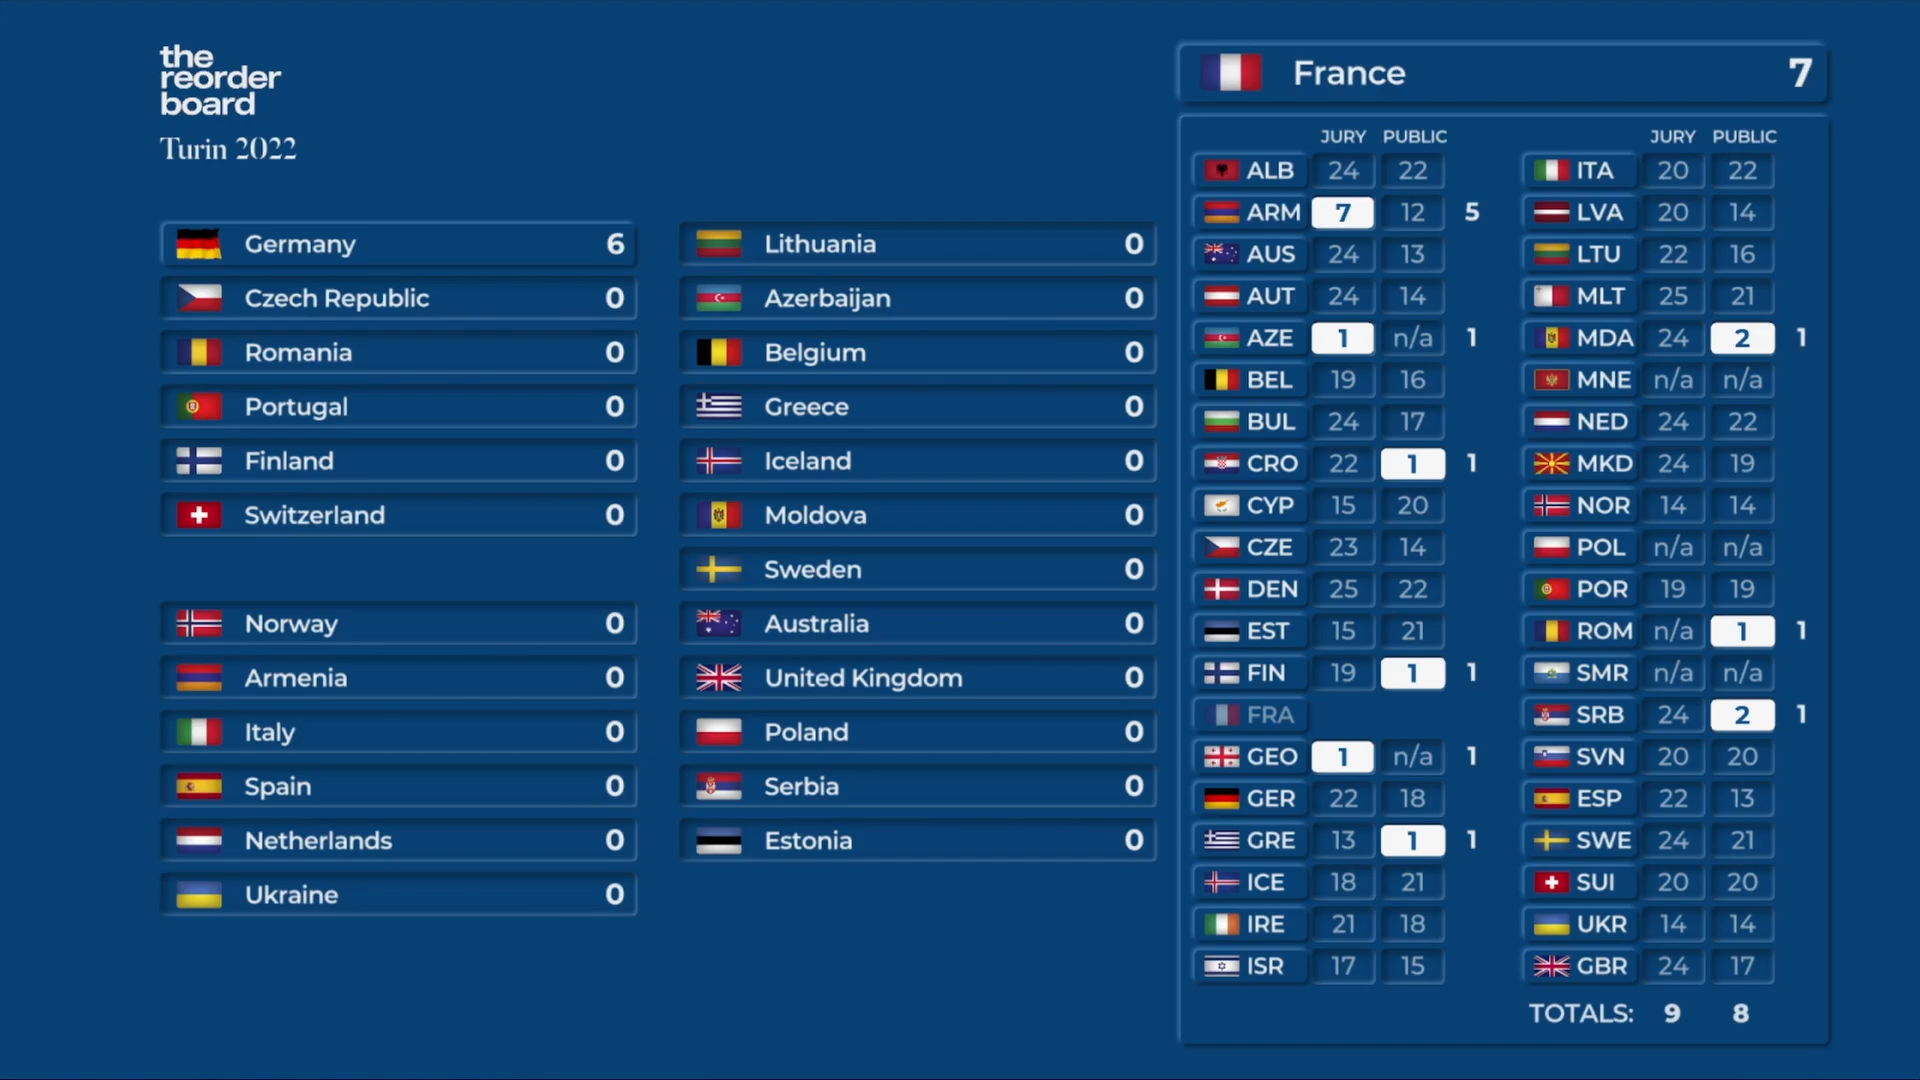 the
reorder
board
Turin 2022
Germany 6
Czech Republic 0
Romania 0
Portugal 0
Finland 0
Switzerland 0
Norway 0
Armenia 0
Italy 0
Spain 0
Netherlands 0
Ukraine 0
Lithuania 0
Azerbaijan 0
Belgium 0
Greece 0
Iceland 0
Moldova 0
Sweden 0
Australia 0
United Kingdom 0
Poland 0
Serbia 0
Estonia 0
France 7
JURY PUBLIC
ALB 24 22
ARM 7 12 5
AUS 24 13
AUT 24 14
AZE 1 n/a 1
BEL 19 16
BUL 24 17
CRO 22 1 1
CYP 15 20
CZE 23 14
DEN 25 22
EST 15 21
FIN 19 1 1
FRA
GEO 1 n/a 1
GER 22 18
GRE 13 1 1
ICE 18 21
IRE 21 18
ISR 17 15
JURY PUBLIC
ITA 20 22
LVA 20 14
LTU 22 16
MLT 25 21
MDA 24 2 1
MNE n/a n/a
NED 24 22
MKD 24 19
NOR 14 14
POL n/a n/a
POR 19 19
ROM n/a 1 1
SMR n/a n/a
SRB 24 2 1
SVN 20 20
ESP 22 13
SWE 24 21
SUI 20 20
UKR 14 14
GBR 24 17
TOTALS: 9 8